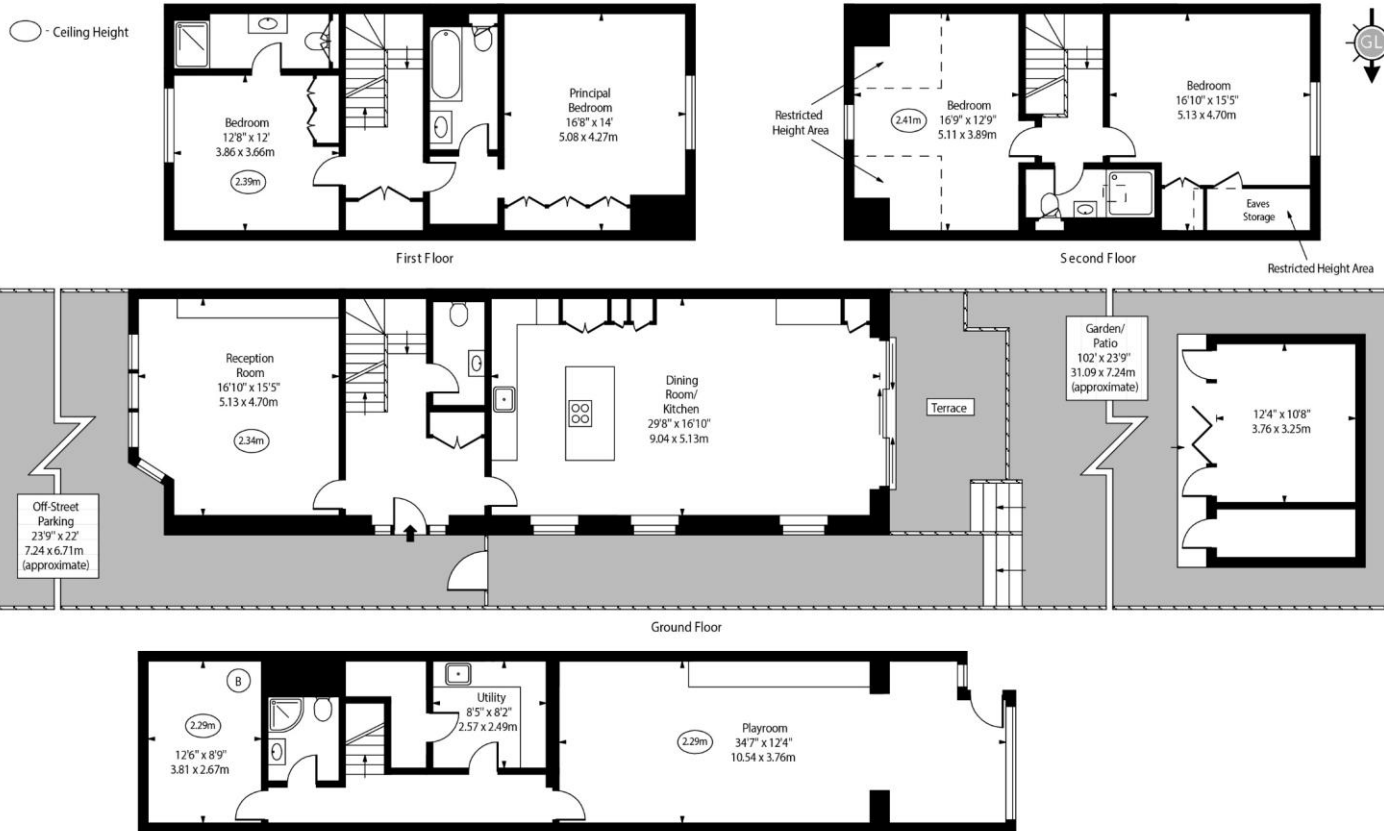 - Ceiling Height
Bedroom
12'8" x 12'
3.86 x 3.66m
2.39m
Principal
Bedroom
16'8" x 14'
5.08 x 4.27m
First Floor
Restricted
Height Area
2.41m
Bedroom
16'9" x 12'9"
5.11 x 3.89m
Bedroom
16'10" x 15'5"
5.13 x 4.70m
Eaves
Storage
Second Floor
Restricted Height Area
GL
Off-Street
Parking
23'9" x 22'
7.24 x 6.71m
(approximate)
Reception
Room
16'10" x 15'5"
5.13 x 4.70m
2.34m
Dining
Room/
Kitchen
29'8" x 16'10"
9.04 x 5.13m
Terrace
Garden/
Patio
102' x 23'9"
31.09 x 7.24m
(approximate)
12'4" x 10'8"
3.76 x 3.25m
Ground Floor
B
2.29m
12'6" x 8'9"
3.81 x 2.67m
Utility
8'5" x 8'2"
2.57 x 2.49m
2.29m
Playroom
34'7" x 12'4"
10.54 x 3.76m